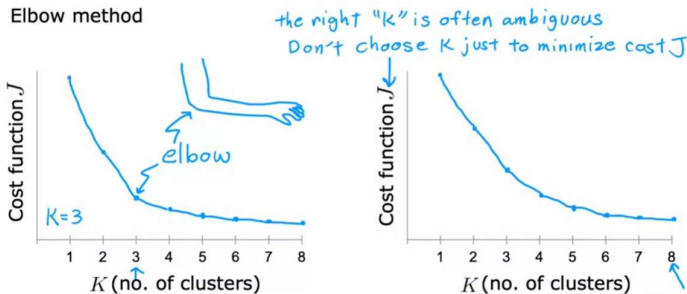 Elbow method
the right "K" is often ambiguous
Don't choose K just to minimize cost J
Cost function J
elbow
K=3
1 2 3 4 5 6 7 8
K (no. of clusters)
Cost function J
1 2 3 4 5 6 7 8
K (no. of clusters)